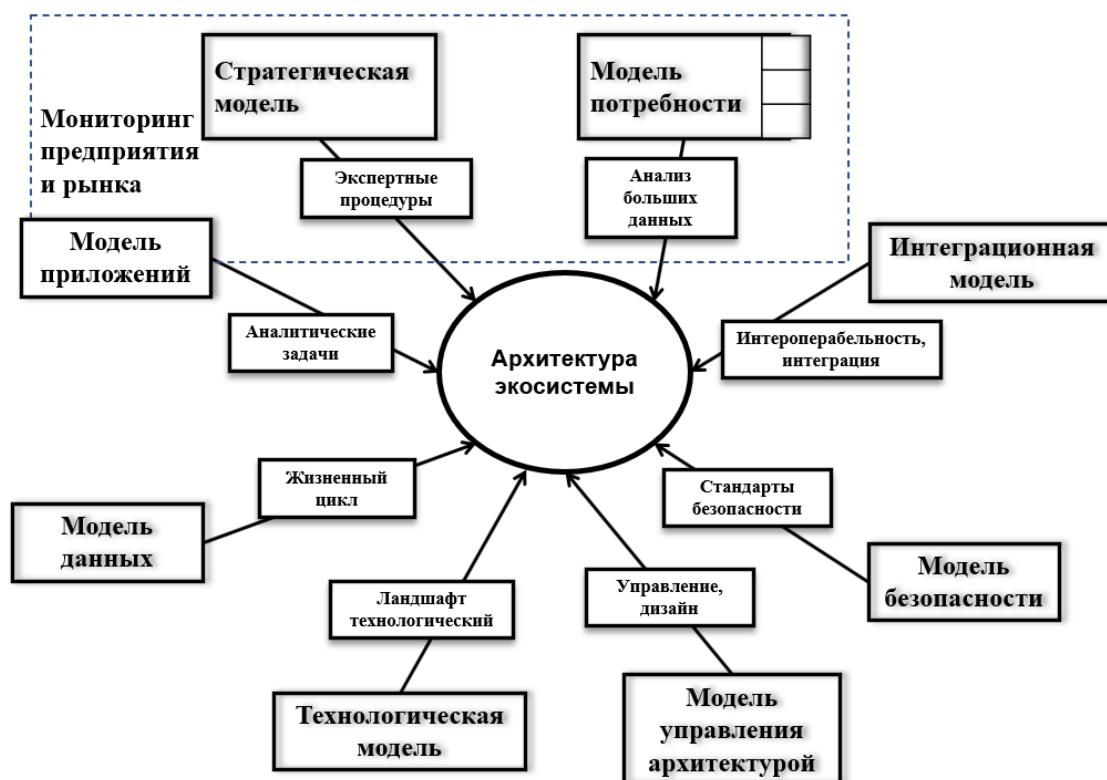 Стратегическая
модель
Модель
потребности
Мониторинг
предприятия
и рынка
Экспертные
процедуры
Анализ
больших
данных
Модель
приложений
Интеграционная
модель
Аналитические
задачи
Интероперабельность,
интеграция
Архитектура
экосистемы
Жизненный
цикл
Стандарты
безопасности
Модель
данных
Модель
безопасности
Ландшафт
технологический
Управление,
дизайн
Технологическая
модель
Модель
управления
архитектурой